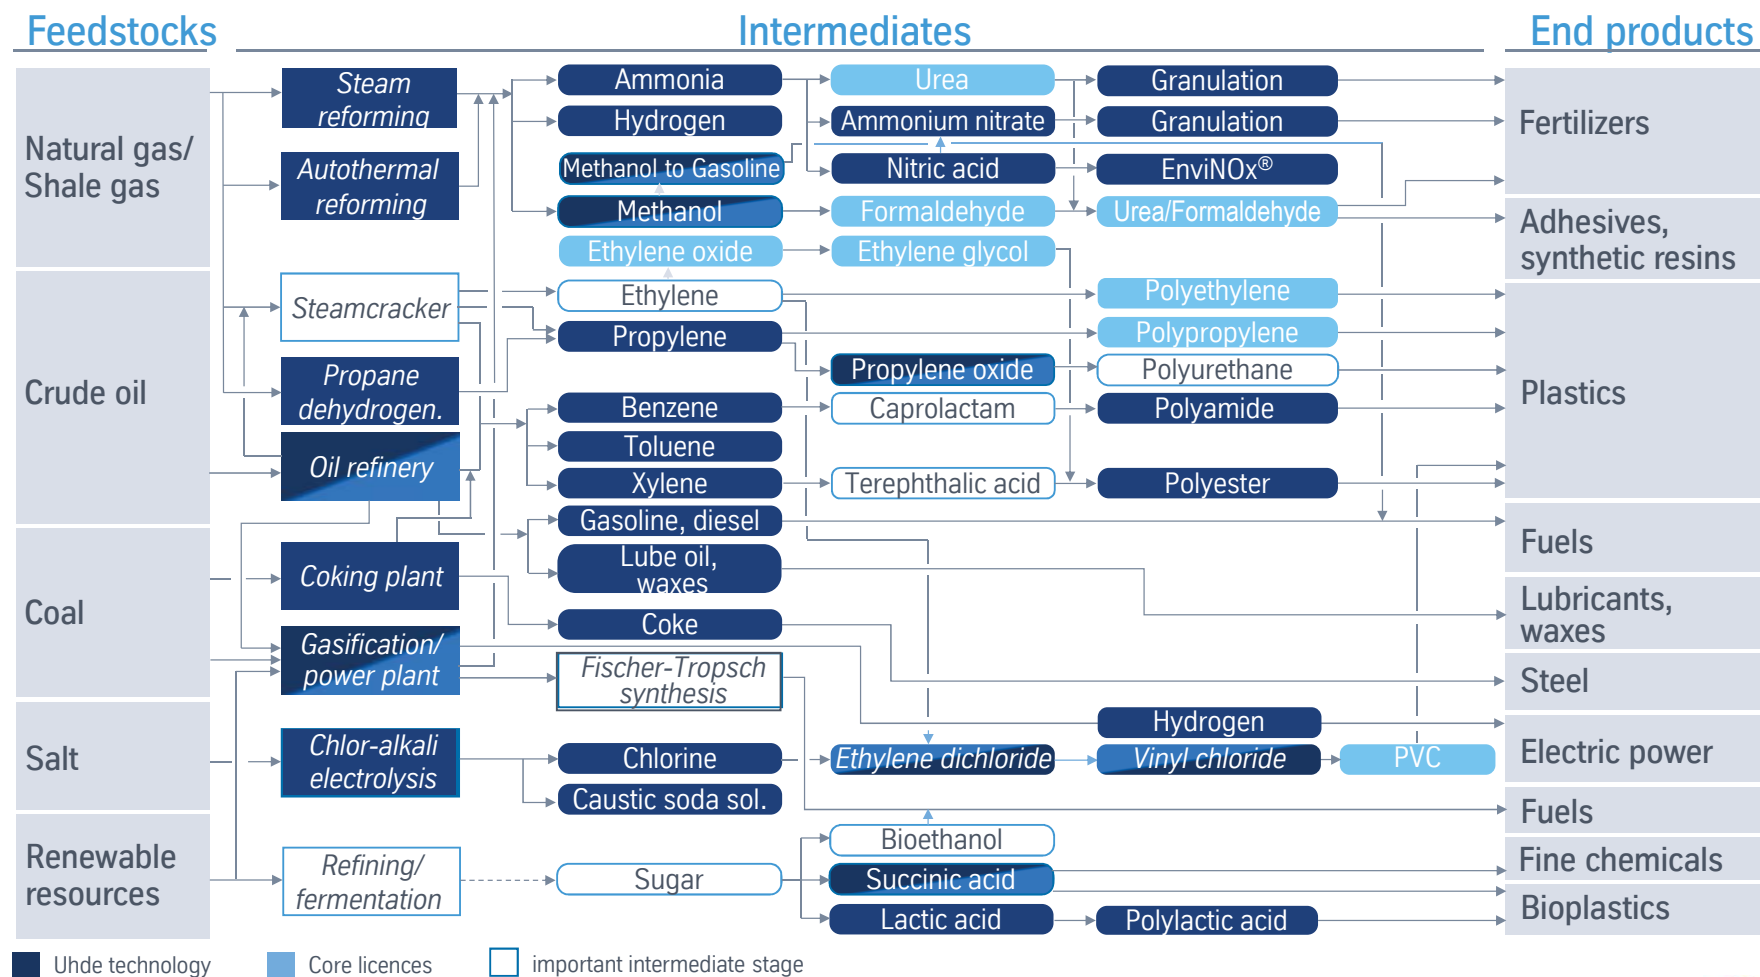 Feedstocks
Intermediates
End products
Natural gas/
Shale gas
Crude oil
Coal
Salt
Renewable
resources
Steam
reforming
Autothermal
reforming
Steamcracker
Propane
dehydrogen.
Oil refinery
Coking plant
Gasification/
power plant
Chlor-alkali
electrolysis
Refining/
fermentation
Ammonia
Hydrogen
Methanol to Gasoline
Methanol
Ethylene oxide
Ethylene
Propylene
Benzene
Toluene
Xylene
Gasoline, diesel
Lube oil,
waxes
Coke
Fischer-Tropsch
synthesis
Chlorine
Caustic soda sol.
Sugar
Urea
Ammonium nitrate
Nitric acid
Formaldehyde
Ethylene glycol
Propylene oxide
Caprolactam
Terephthalic acid
Ethylene dichloride
Bioethanol
Succinic acid
Lactic acid
Granulation
Granulation
EnviNOx®
Urea/Formaldehyde
Polyethylene
Polypropylene
Polyurethane
Polyamide
Polyester
Hydrogen
Vinyl chloride
PVC
Polylactic acid
Fertilizers
Adhesives,
synthetic resins
Plastics
Fuels
Lubricants,
waxes
Steel
Electric power
Fuels
Fine chemicals
Bioplastics
Uhde technology
Core licences
important intermediate stage